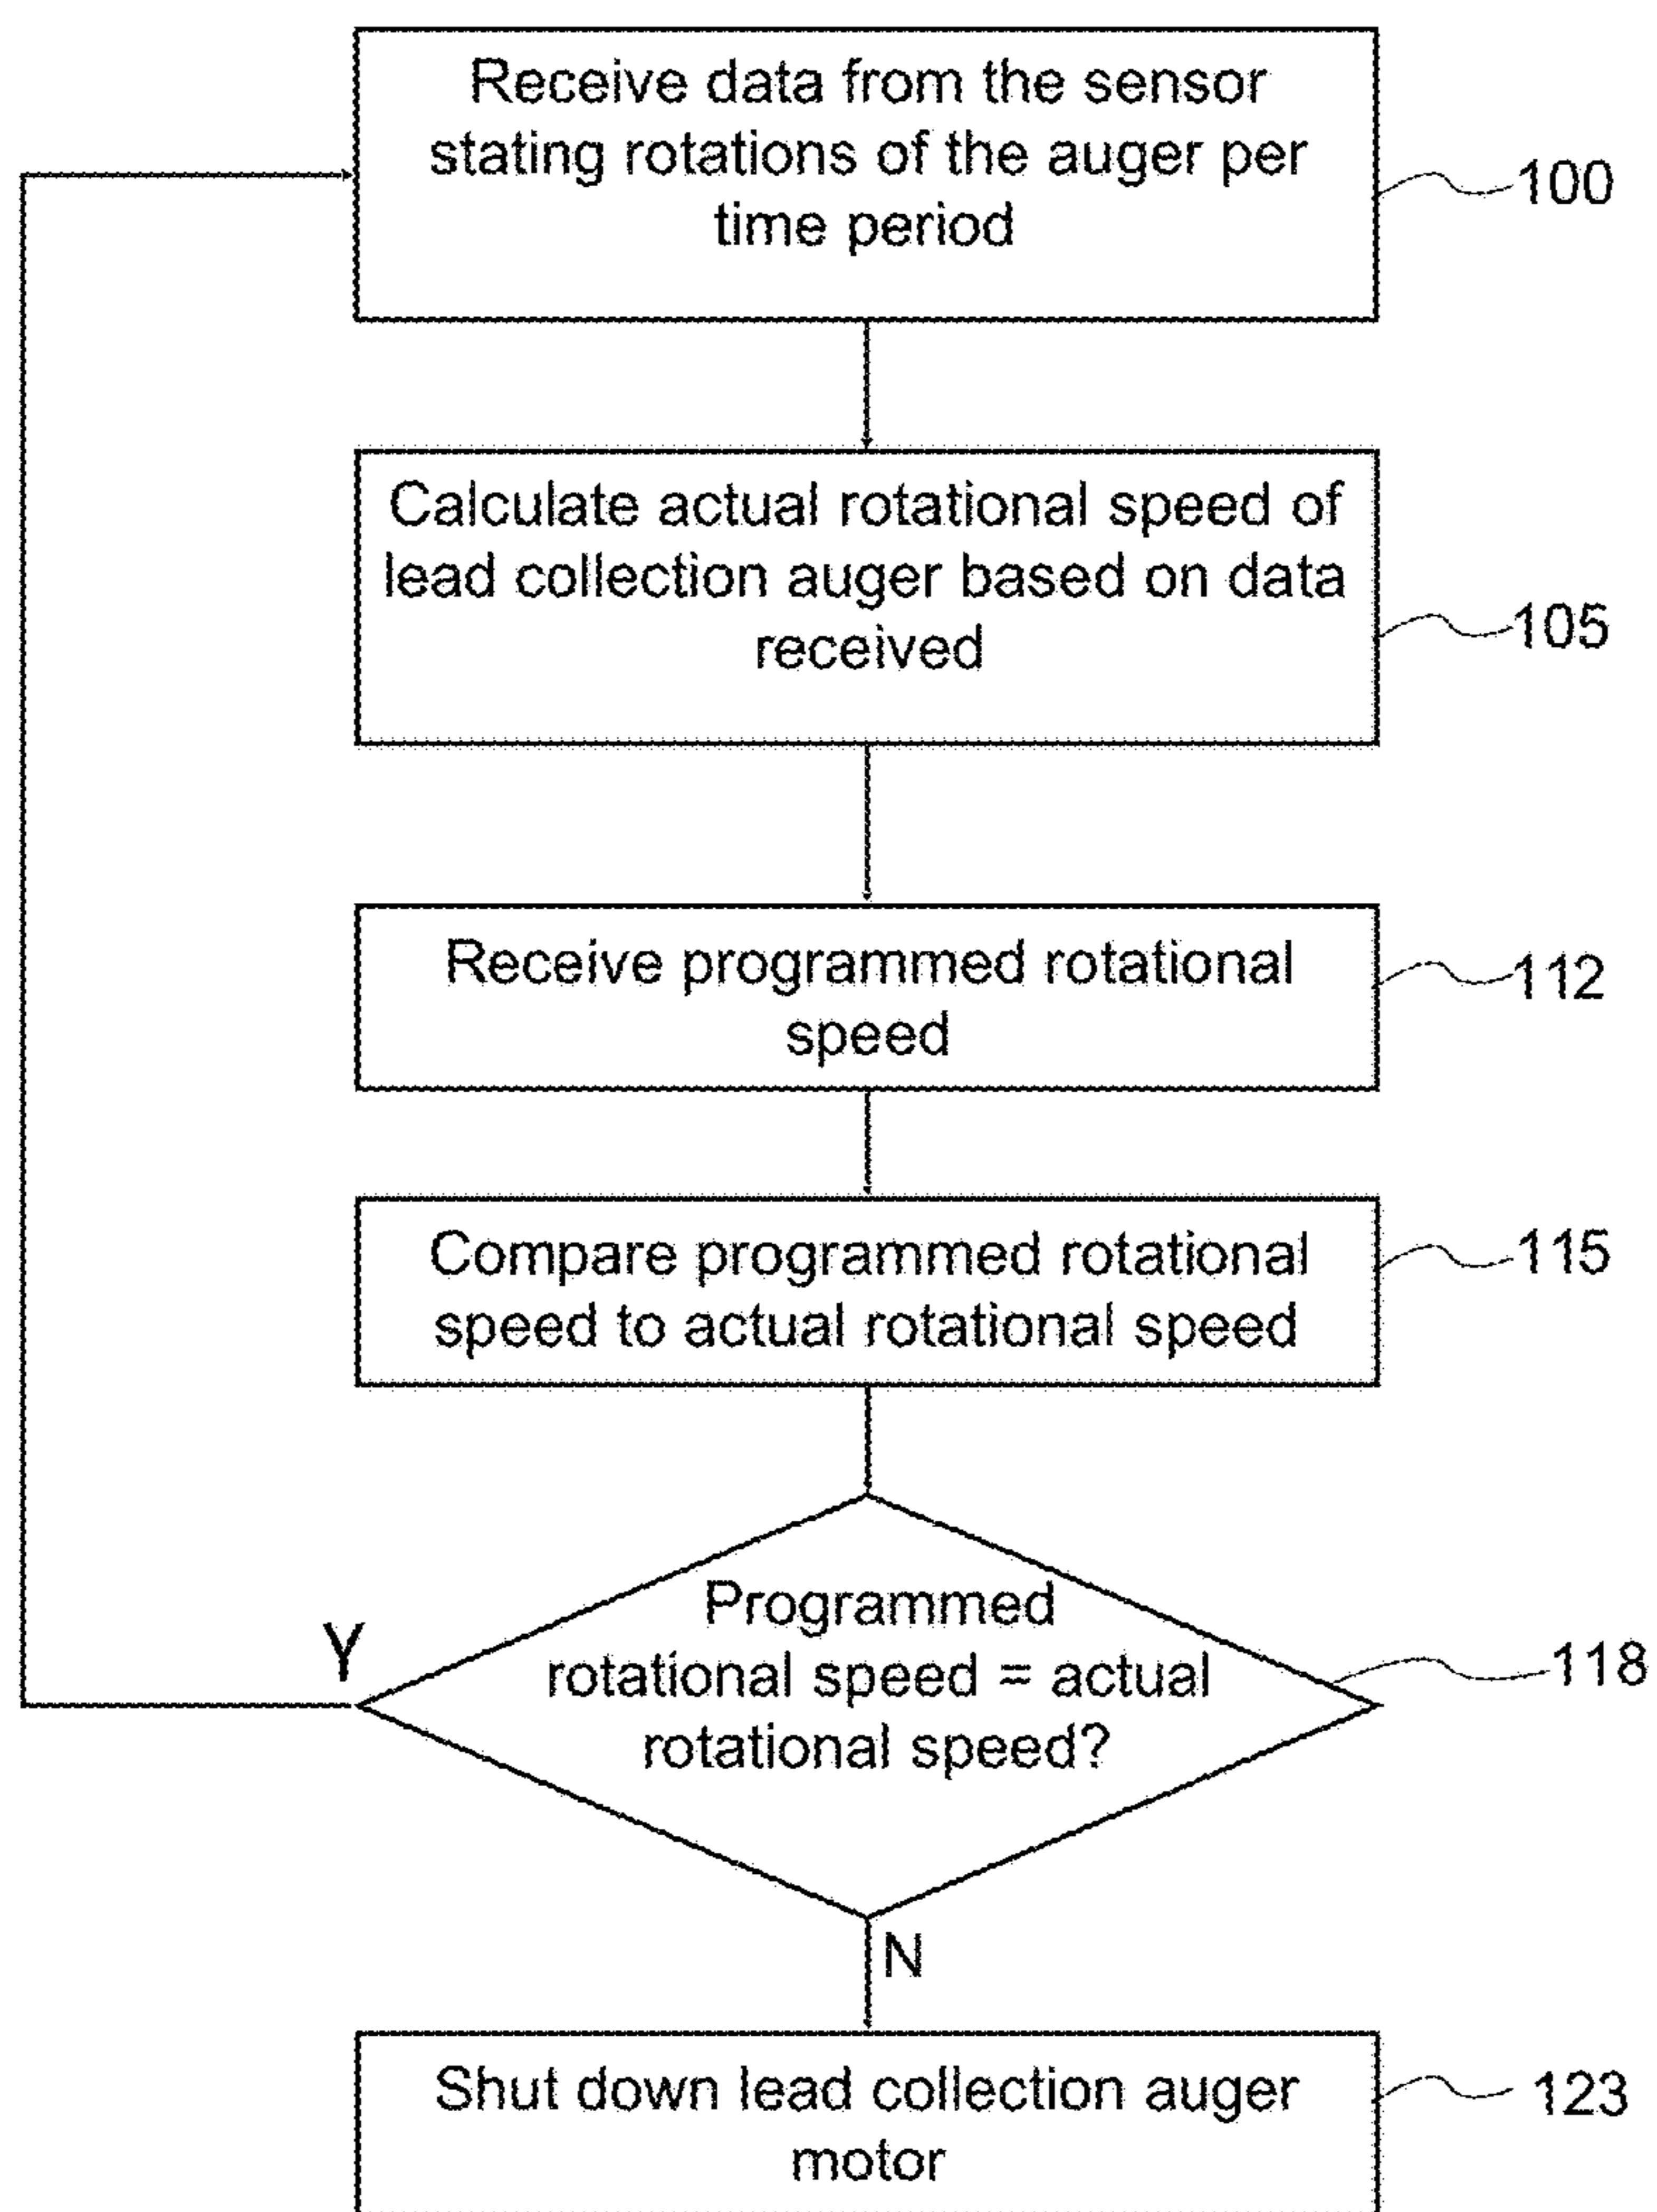 Receive data from the sensor
stating rotations of the auger per
time period
100
Calculate actual rotational speed of
lead collection auger based on data
received
105
Receive programmed rotational
speed
112
Compare programmed rotational
speed to actual rotational speed
115
Programmed
rotational speed = actual
rotational speed?
118
Y
N
Shut down lead collection auger
motor
123